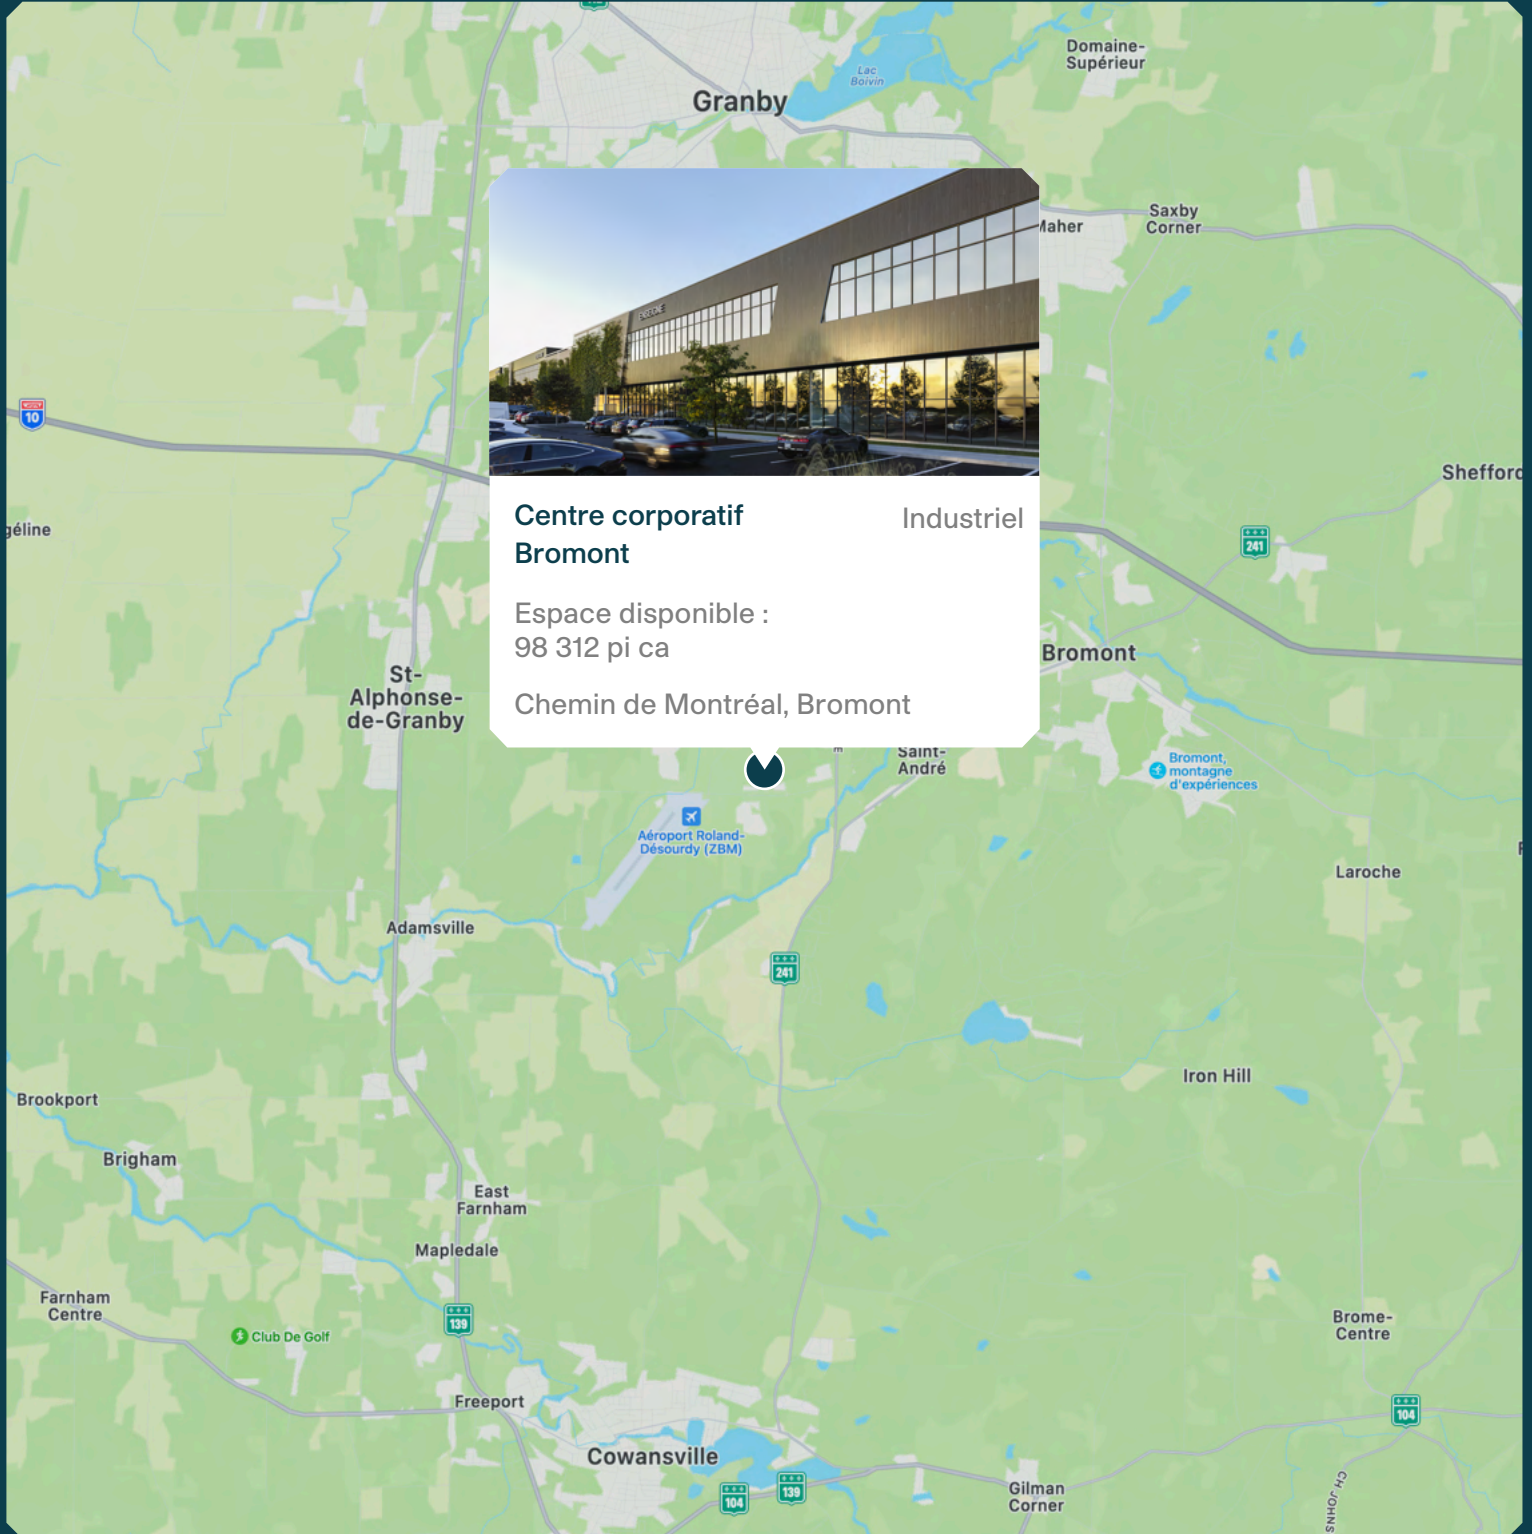 Domaine-
Supérieur
Lac
Boivin
Granby
Saxby
Corner
Maher
ENSEIGNE
10
Shefford
Centre corporatif
Bromont
Industriel
géline
241
Espace disponible :
98 312 pi ca
Bromont
St-
Alphonse-
de-Granby
Chemin de Montréal, Bromont
Saint-
André
Bromont,
montagne
d'expériences
Aéroport Roland-
Désourdy (ZBM)
Laroche
Adamsville
241
Iron Hill
Brookport
Brigham
East
Farnham
Mapledale
Farnham
Centre
139
Club De Golf
Brome-
Centre
Freeport
104
Cowansville
Gilman
Corner
139
104
CH JOHNS